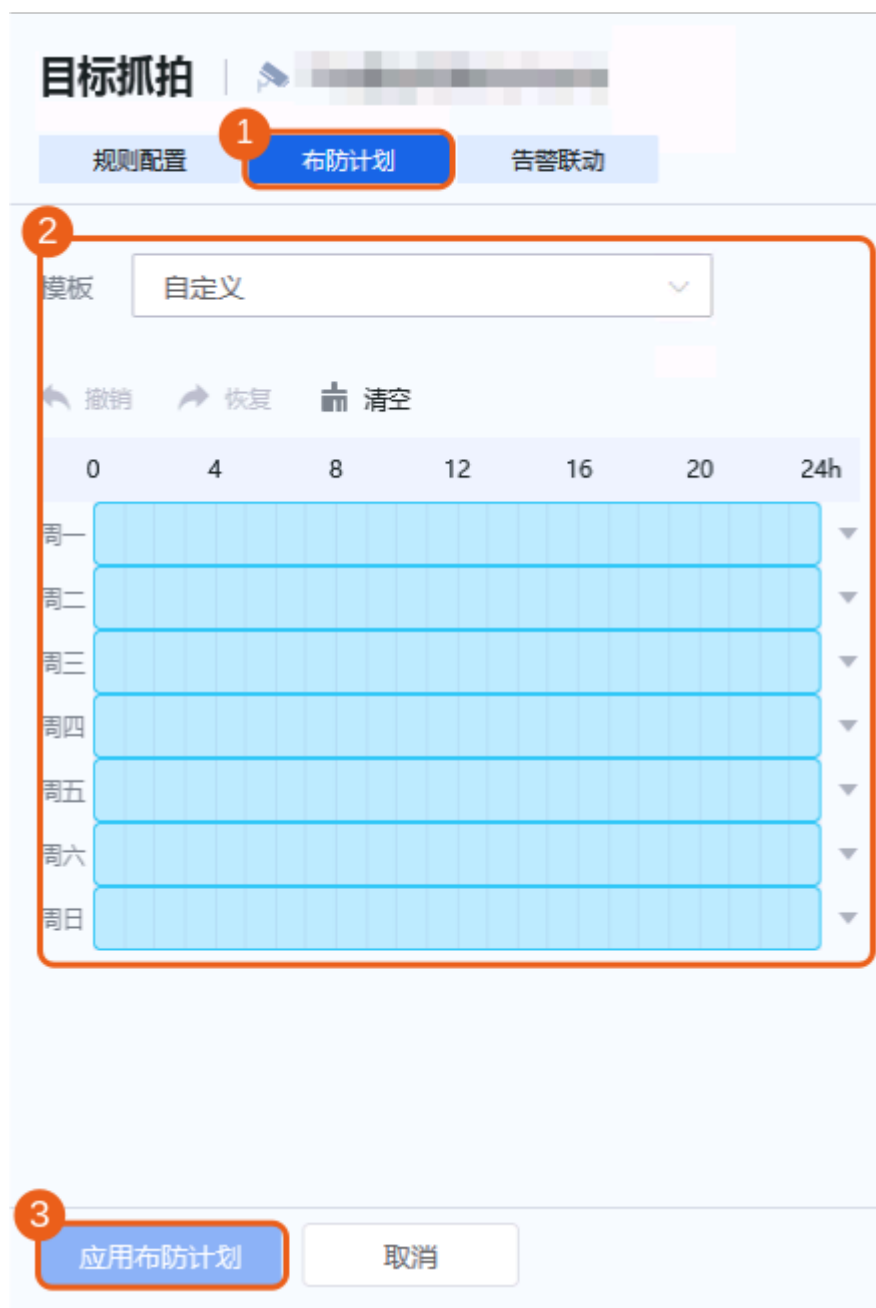 目标抓拍
1
规则配置 布防计划 告警联动
2
模板 自定义
撤销 恢复 清空
0 4 8 12 16 20 24h
周一
周二
周三
周四
周五
周六
周日
3
应用布防计划 取消